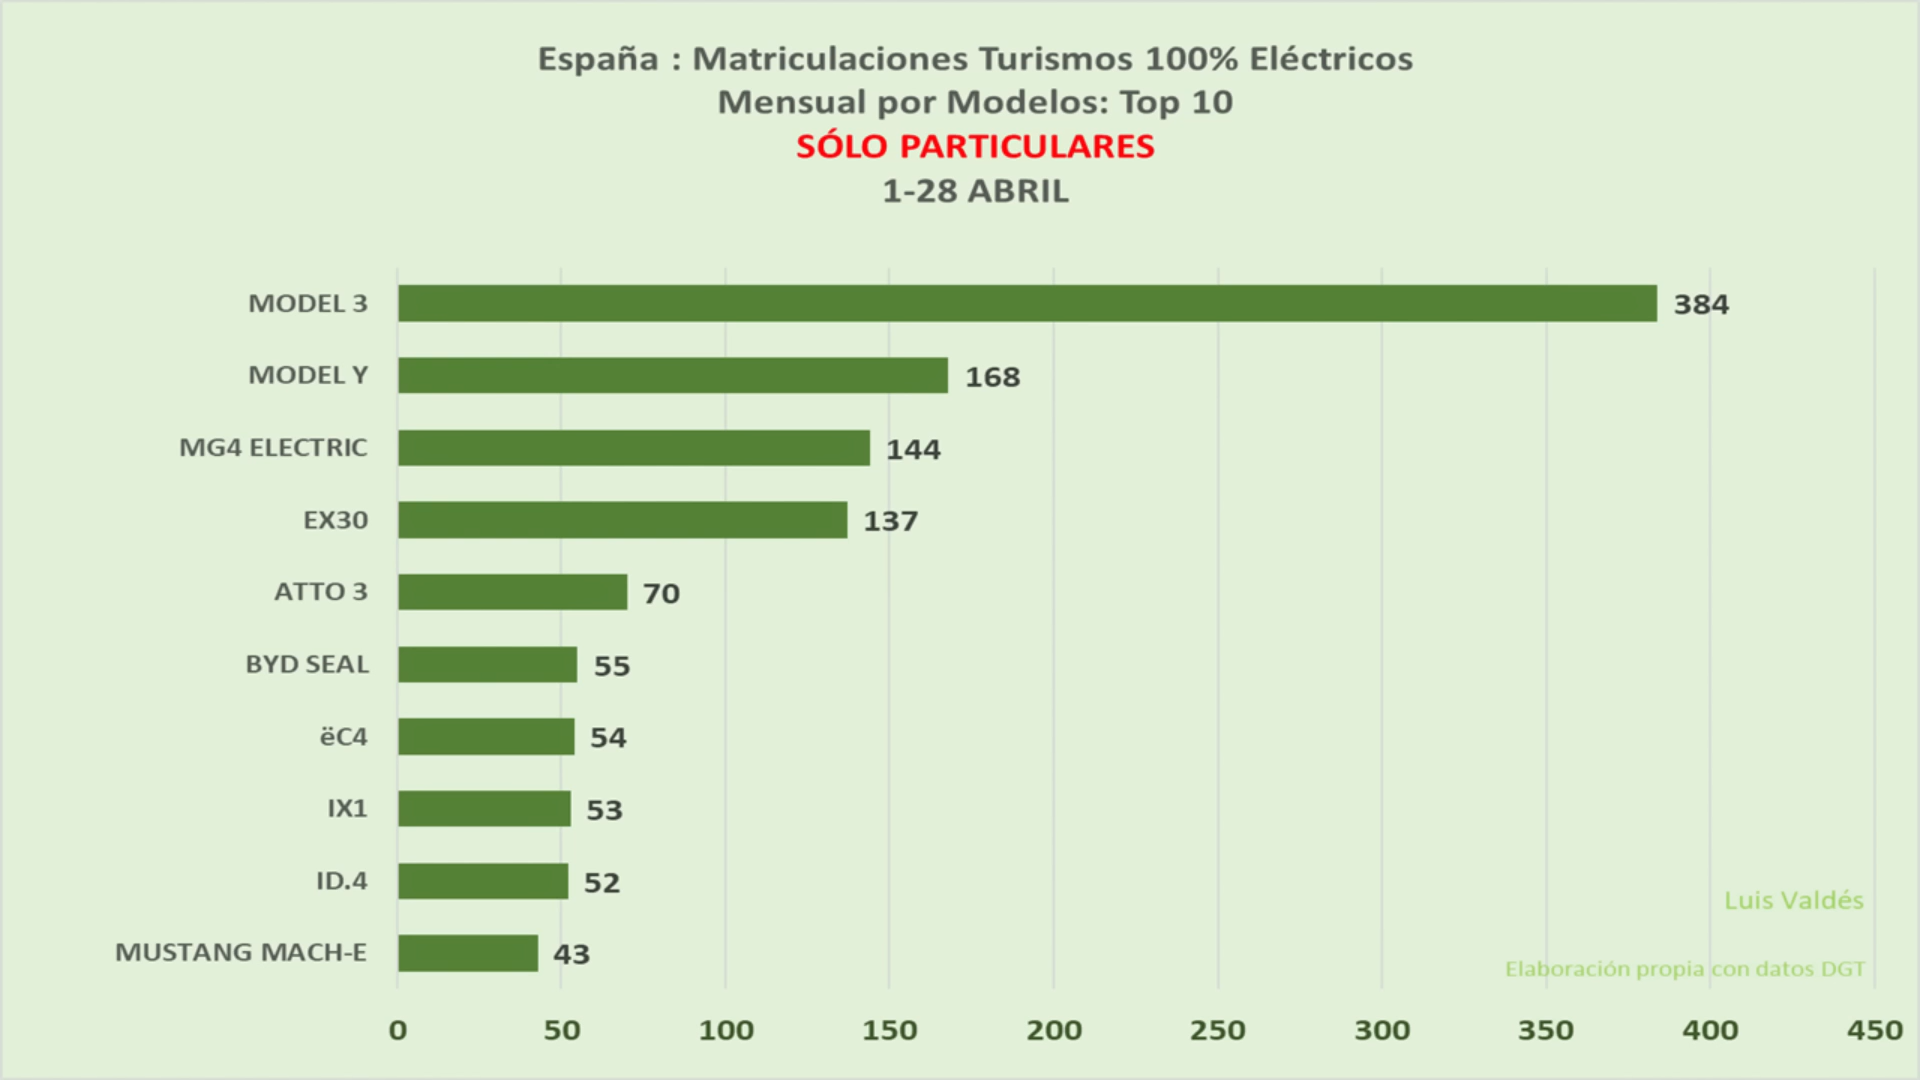 España : Matriculaciones Turismos 100% Eléctricos
Mensual por Modelos: Top 10
SÓLO PARTICULARES
1-28 ABRIL
MODEL 3 384
MODEL Y 168
MG4 ELECTRIC 144
EX30 137
ATTO 3 70
BYD SEAL 55
ëC4 54
IX1 53
ID.4 52
Luis Valdés
MUSTANG MACH-E 43
Elaboración propia con datos DGT
0 50 100 150 200 250 300 350 400 450